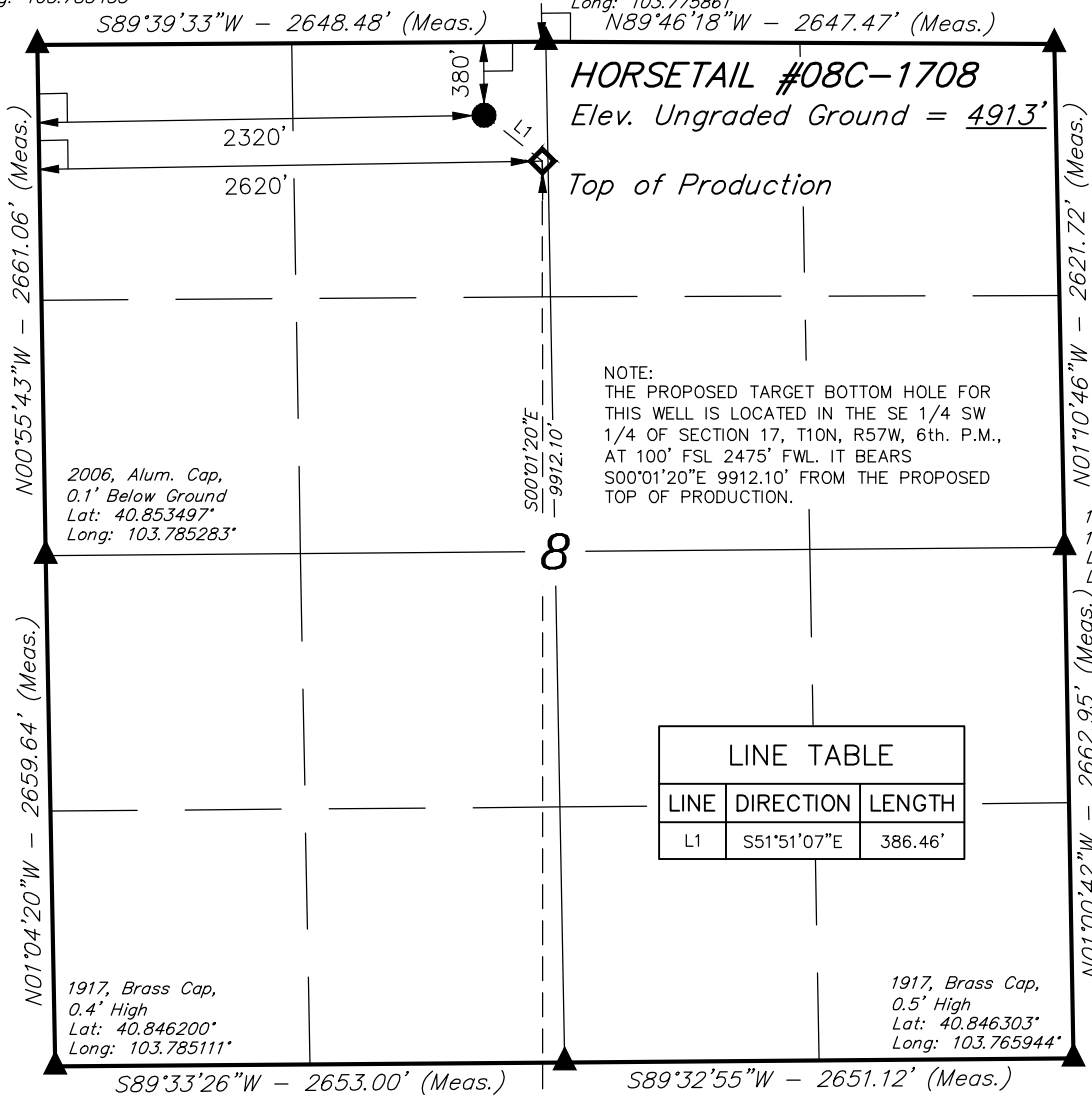 S89°39'33"W - 2648.48' (Meas.)
N89°46'18"W - 2647.47' (Meas.)
380'
HORSETAIL #08C-1708
Elev. Ungraded Ground = 4913'
2320'
L1
2620'
Top of Production
N00°55'43"W - 2661.06' (Meas.)
N01°10'46"W - 2621.72' (Meas.)
NOTE:
THE PROPOSED TARGET BOTTOM HOLE FOR
THIS WELL IS LOCATED IN THE SE 1/4 SW
1/4 OF SECTION 17, T10N, R57W, 6th. P.M.,
AT 100' FSL 2475' FWL. IT BEARS
S00°01'20"E 9912.10' FROM THE PROPOSED
TOP OF PRODUCTION.
S00°01'20"E
9912.10'
2006, Alum. Cap,
0.1' Below Ground
Lat: 40.853497°
Long: 103.785283°
8
N01°04'20"W - 2659.64' (Meas.)
N01°00'42"W - 2662.95' (Meas.)
LINE TABLE
LINE DIRECTION LENGTH
L1 S51°51'07"E 386.46'
1917, Brass Cap,
0.4' High
Lat: 40.846200°
Long: 103.785111°
1917, Brass Cap,
0.5' High
Lat: 40.846303°
Long: 103.765944°
S89°33'26"W - 2653.00' (Meas.)
S89°32'55"W - 2651.12' (Meas.)